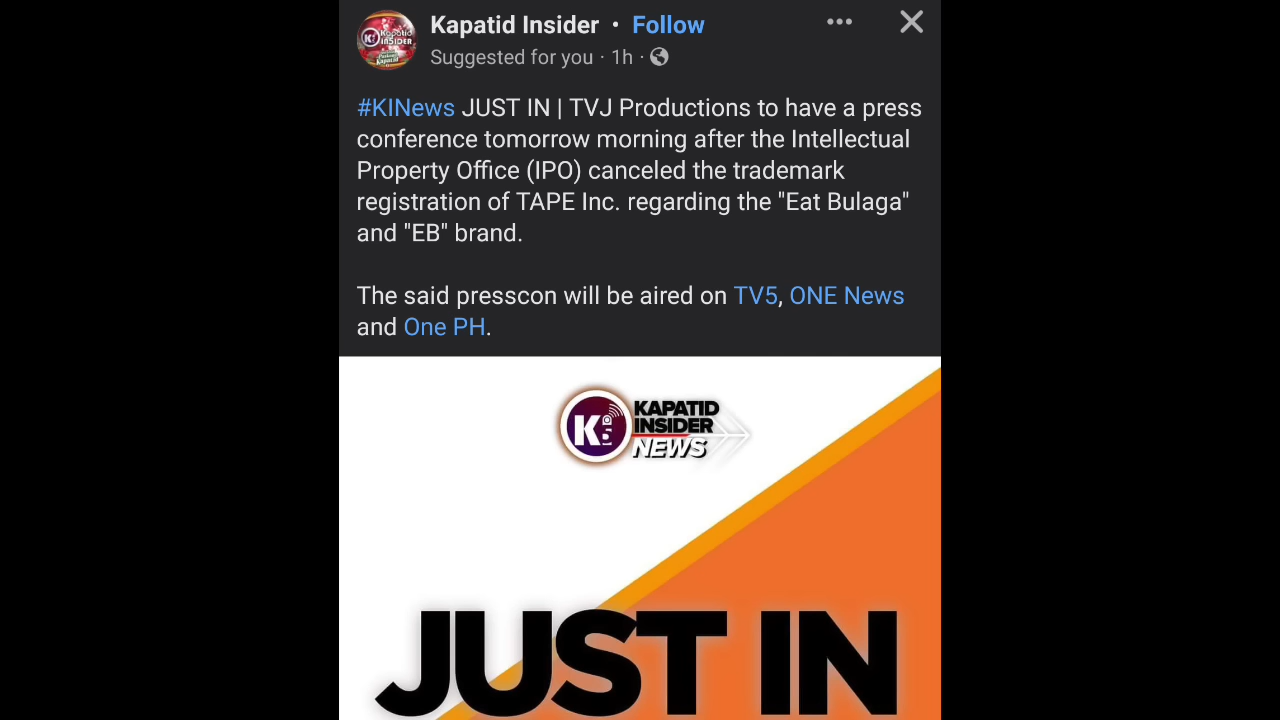 Kapatid Insider • Follow
Suggested for you · 1h ·
#KINews JUST IN | TVJ Productions to have a press
conference tomorrow morning after the Intellectual
Property Office (IPO) canceled the trademark
registration of TAPE Inc. regarding the "Eat Bulaga"
and "EB" brand.
The said presscon will be aired on TV5, ONE News
and One PH.
K5
KAPATID
INSIDER
NEWS
JUST IN